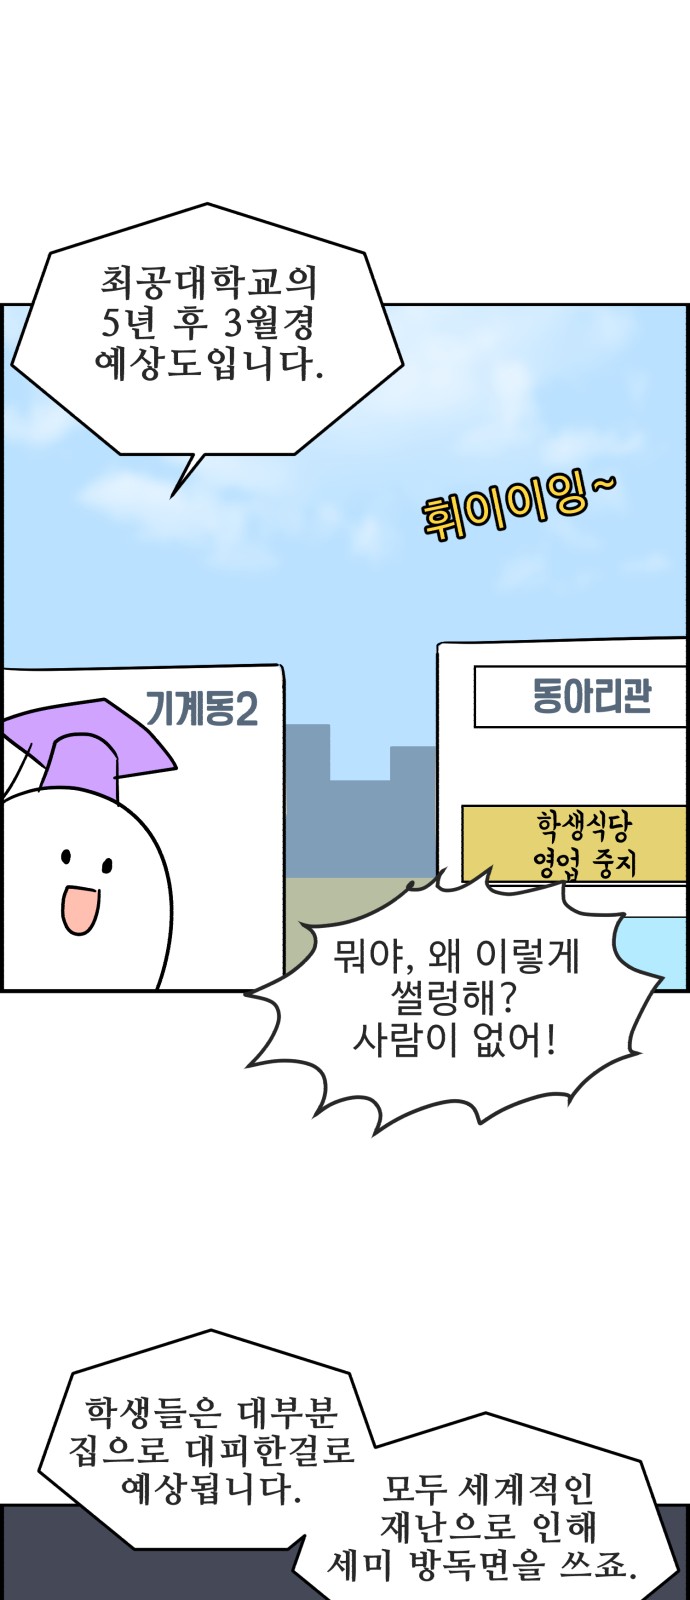 최공대학교의
5년 후 3월경
예상도입니다.
휘이이잉~
기계동2
동아리관
학생식당
영업 중지
뭐야, 왜 이렇게
썰렁해?
사람이 없어!
학생들은 대부분
집으로 대피한걸로
예상됩니다.
모두 세계적인
재난으로 인해
세미 방독면을 쓰죠.